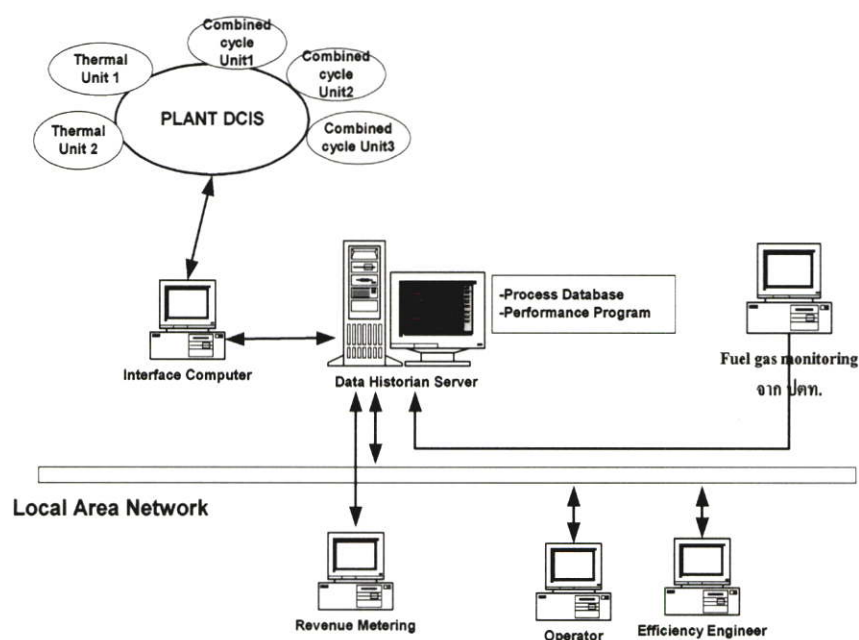 Combined
cycle
Unit1
Thermal
Unit 1
Combined
cycle
Unit2
PLANT DCIS
Thermal
Unit 2
Combined
cycle Unit3
-Process Database
-Performance Program
Interface Computer
Data Historian Server
Fuel gas monitoring
จาก ปตท.
Local Area Network
Revenue Metering
Operator
Efficiency Engineer